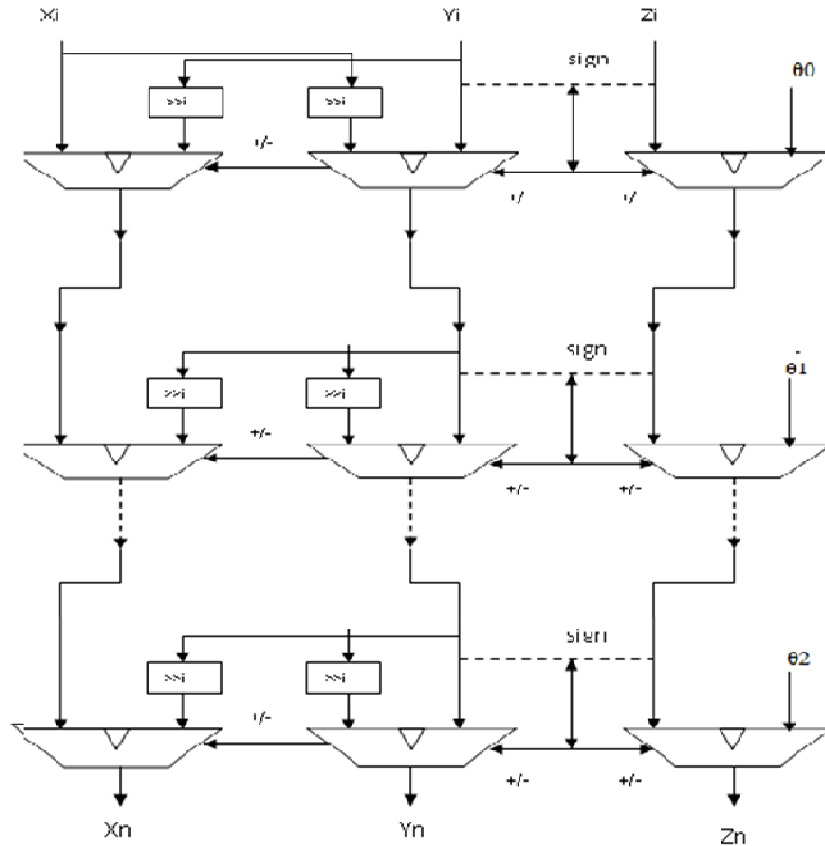 Xi Yi Zi
sign
θ0
>>i >>i
+/-
+/ +/
sign
θ1
>>i >>i
+/-
+/- +/-
sign
θ2
>>i >>i
+/-
+/- +/-
Xn Yn Zn